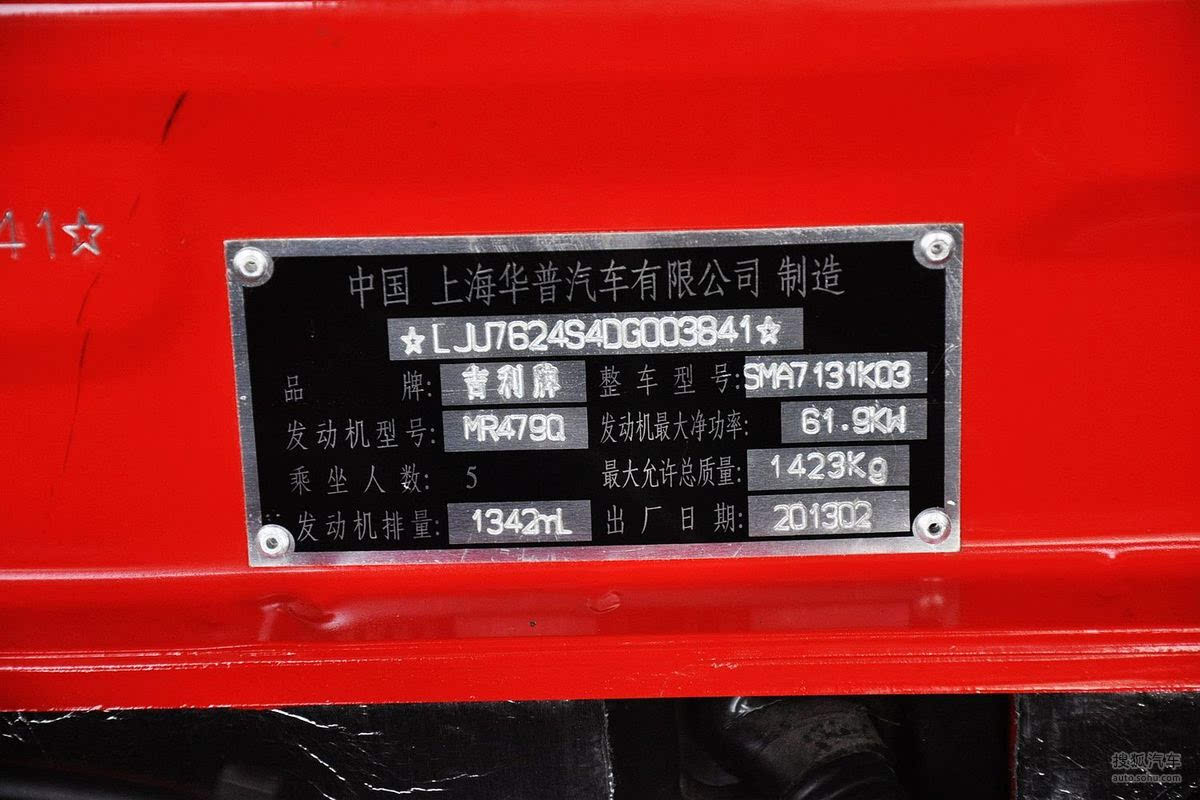 41☆
中国 上海华普汽车有限公司 制造
☆LJU7624S4DG003841☆
品 牌: 吉利牌 整车型号:SMA7131K03
发动机型号: MR479Q 发动机最大净功率: 61.9KW
乘坐人数: 5 最大允许总质量: 1423Kg
发动机排量: 1342mL 出厂日期: 201302
搜狐汽车
auto.sohu.com